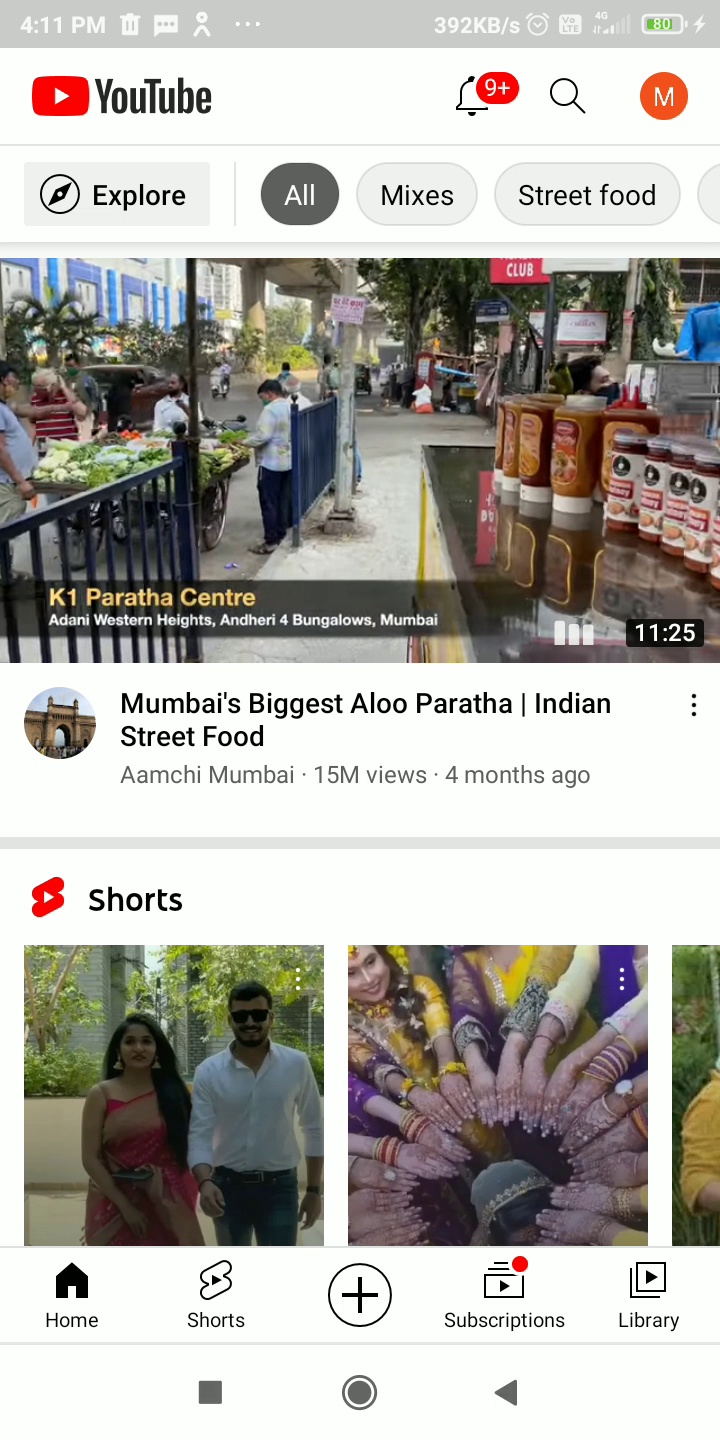 4:11 PM
392KB/s
Vo
LTE
4G
80
YouTube
9+
M
Explore
All
Mixes
Street food
CLUB
K1 Paratha Centre
Adani Western Heights, Andheri 4 Bungalows, Mumbai
11:25
Mumbai's Biggest Aloo Paratha | Indian
Street Food
Aamchi Mumbai · 15M views · 4 months ago
Shorts
Home
Shorts
Subscriptions
Library